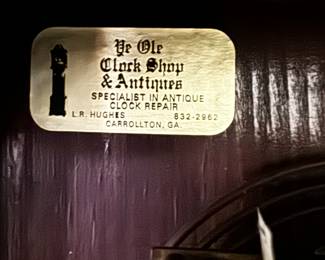 Ye Ole
Clock Shop
& Antiques
SPECIALIST IN ANTIQUE
CLOCK REPAIR
L.R. HUGHES 832-2962
CARROLLTON, GA.